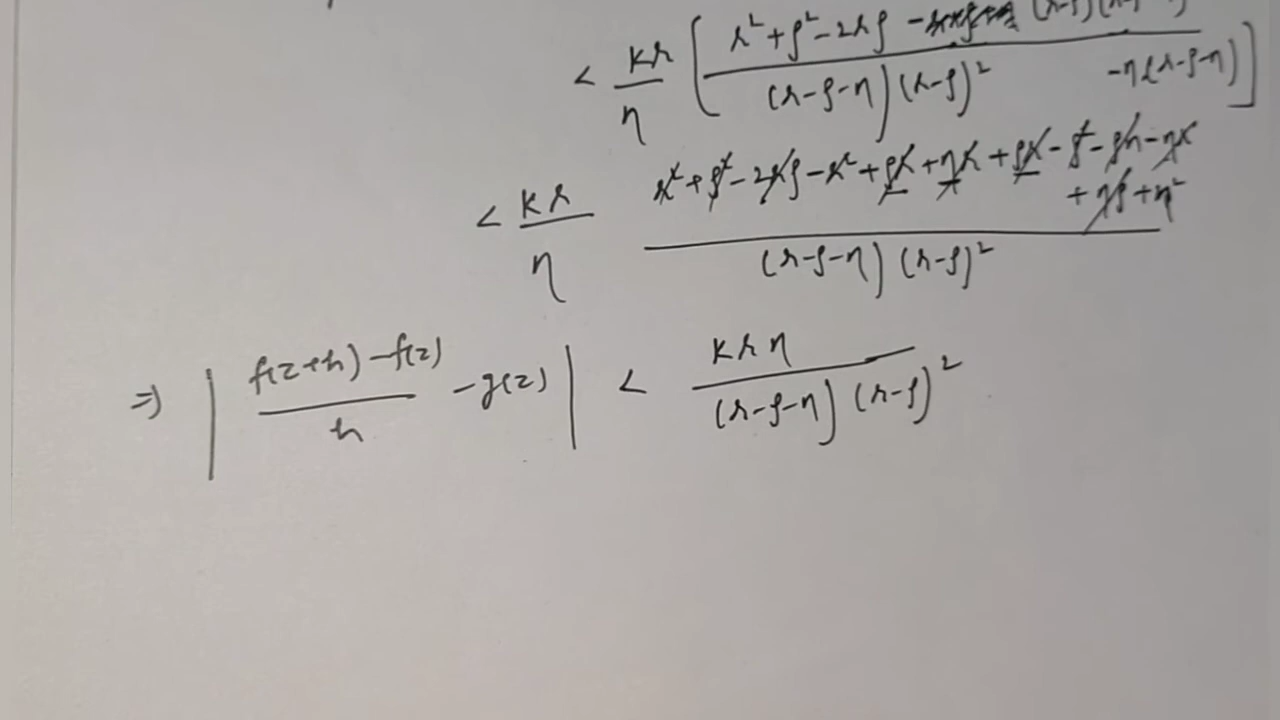 < kr/η [ r² + ρ² - 2rρ - (r-ρ)(r-ρ-η) / (r-ρ-η)(r-ρ)² - η(r-ρ-η) ]
< kr/η r² + ρ² - 2rρ - r² + ρr + ηr + ρr - ρ² - ρη - ηr + ηρ + η² / (r-ρ-η)(r-ρ)²
⇒ | f(z+h) - f(z) / h - g(z) | < krη / (r-ρ-η)(r-ρ)²